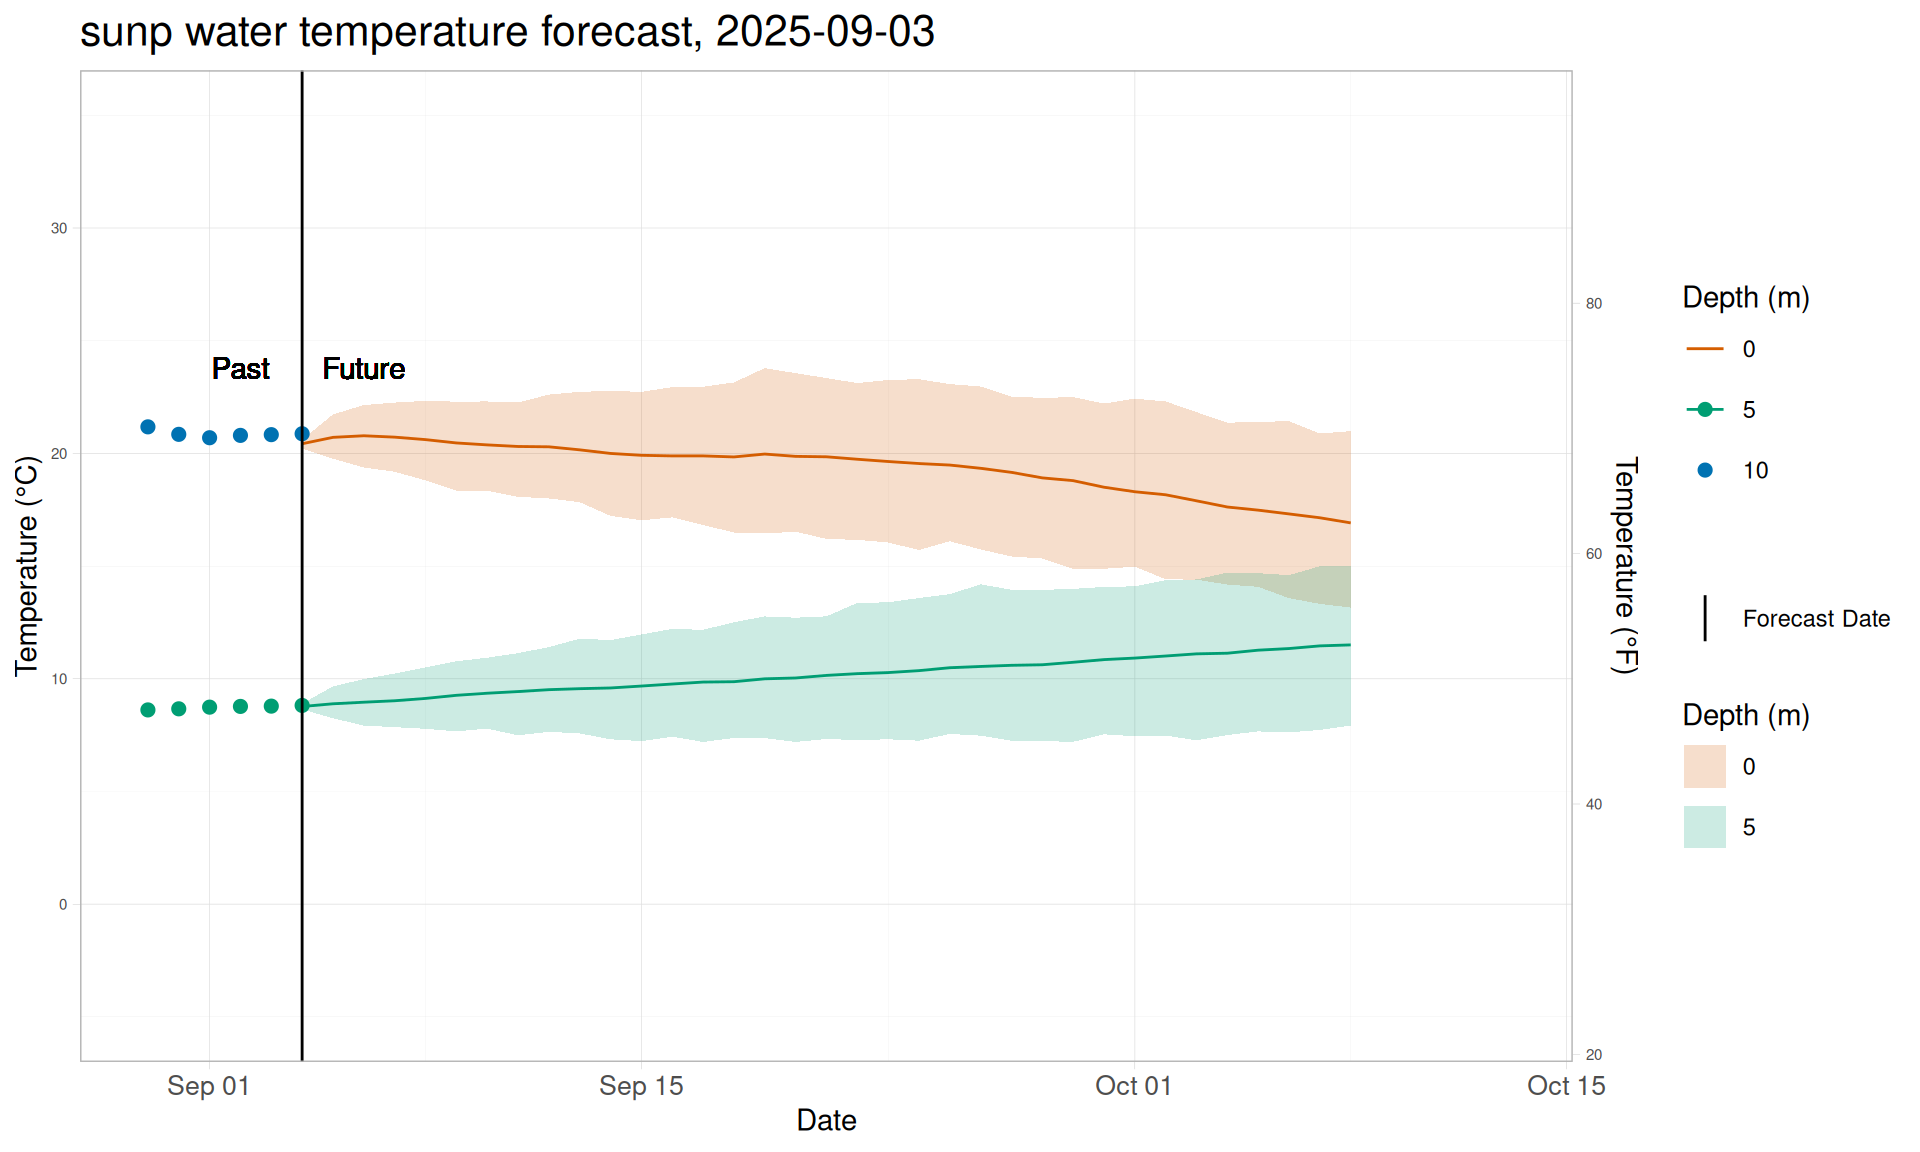 sunp water temperature forecast, 2025-09-03
Temperature (°C)
30
20
10
0
Past
Future
80
60
40
20
Temperature (°F)
Sep 01
Sep 15
Oct 01
Oct 15
Date
Depth (m)
0
5
10
Forecast Date
Depth (m)
0
5